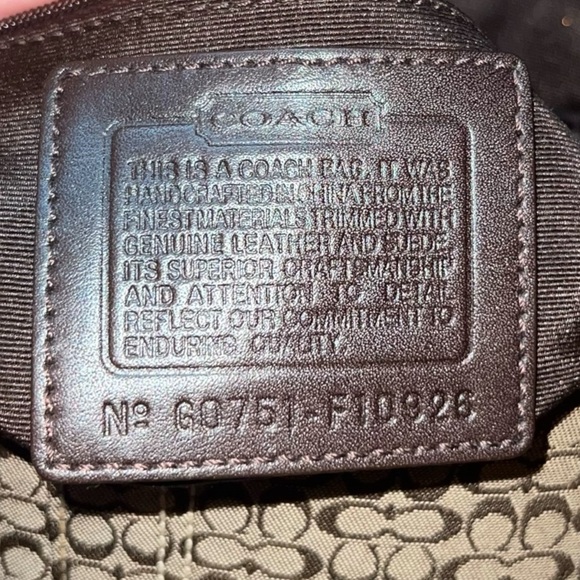 COACH
THIS IS A COACH BAG. IT WAS
HANDCRAFTED IN CHINA FROM THE
FINEST MATERIALS TRIMMED WITH
GENUINE LEATHER AND SUEDE.
ITS SUPERIOR CRAFTSMANSHIP
AND ATTENTION TO DETAIL
REFLECT OUR COMMITMENT TO
ENDURING QUALITY.
Nº G0751-F10926